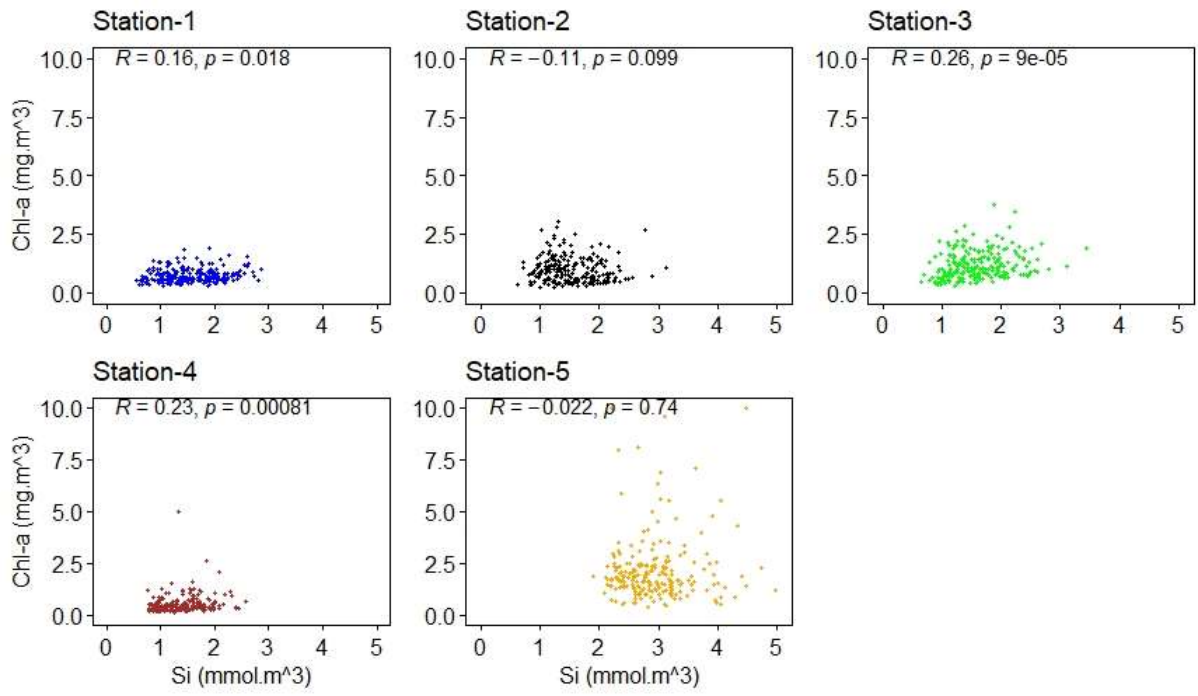 Station-1
Station-2
Station-3
R = 0.16, p = 0.018
R = −0.11, p = 0.099
R = 0.26, p = 9e-05
Chl-a (mg.m^3)
10.0
7.5
5.0
2.5
0.0
10.0
7.5
5.0
2.5
0.0
10.0
7.5
5.0
2.5
0.0
0 1 2 3 4 5
0 1 2 3 4 5
0 1 2 3 4 5
Station-4
Station-5
R = 0.23, p = 0.00081
R = −0.022, p = 0.74
Chl-a (mg.m^3)
10.0
7.5
5.0
2.5
0.0
10.0
7.5
5.0
2.5
0.0
0 1 2 3 4 5
0 1 2 3 4 5
Si (mmol.m^3)
Si (mmol.m^3)